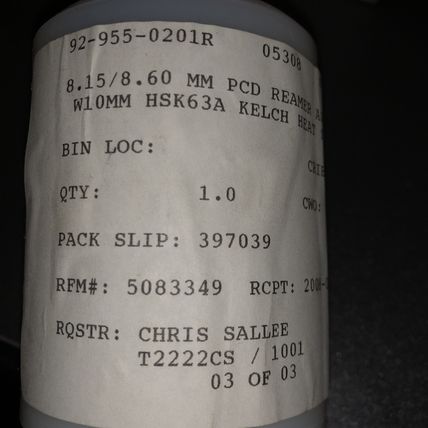 92-955-0201R 05308
8.15/8.60 MM PCD REAMER
W10MM HSK63A KELCH HEAT
BIN LOC:
QTY: 1.0 CWO:
PACK SLIP: 397039
RFM#: 5083349 RCPT:
RQSTR: CHRIS SALLEE
T2222CS / 1001
03 OF 03